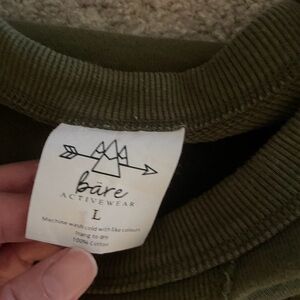 bare
ACTIVEWEAR
L
Machine wash cold with like colours
Hang to dry
100% Cotton